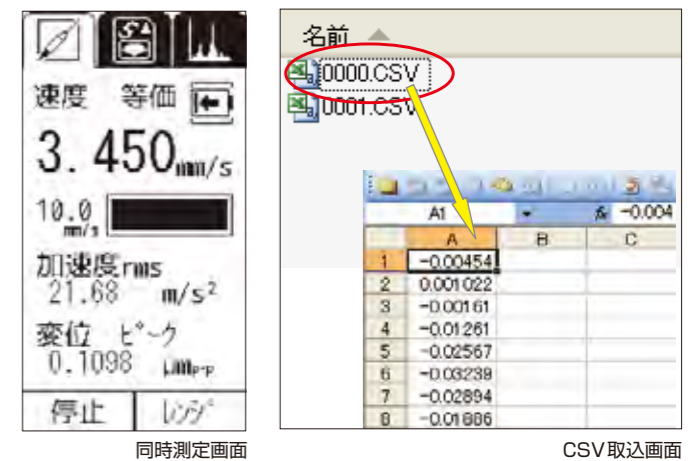 速度 等価
3.450mm/s
10.0
mm/s
加速度rms
21.68 m/s²
変位 ピーク
0.1098 μmP-P
停止 レンジ
同時測定画面
名前
0000.CSV
0001.CSV
A1 -0.004
A B C
1 -0.00454
2 0.001022
3 -0.00161
4 -0.01261
5 -0.02567
6 -0.03239
7 -0.02894
8 -0.01886
CSV取込画面